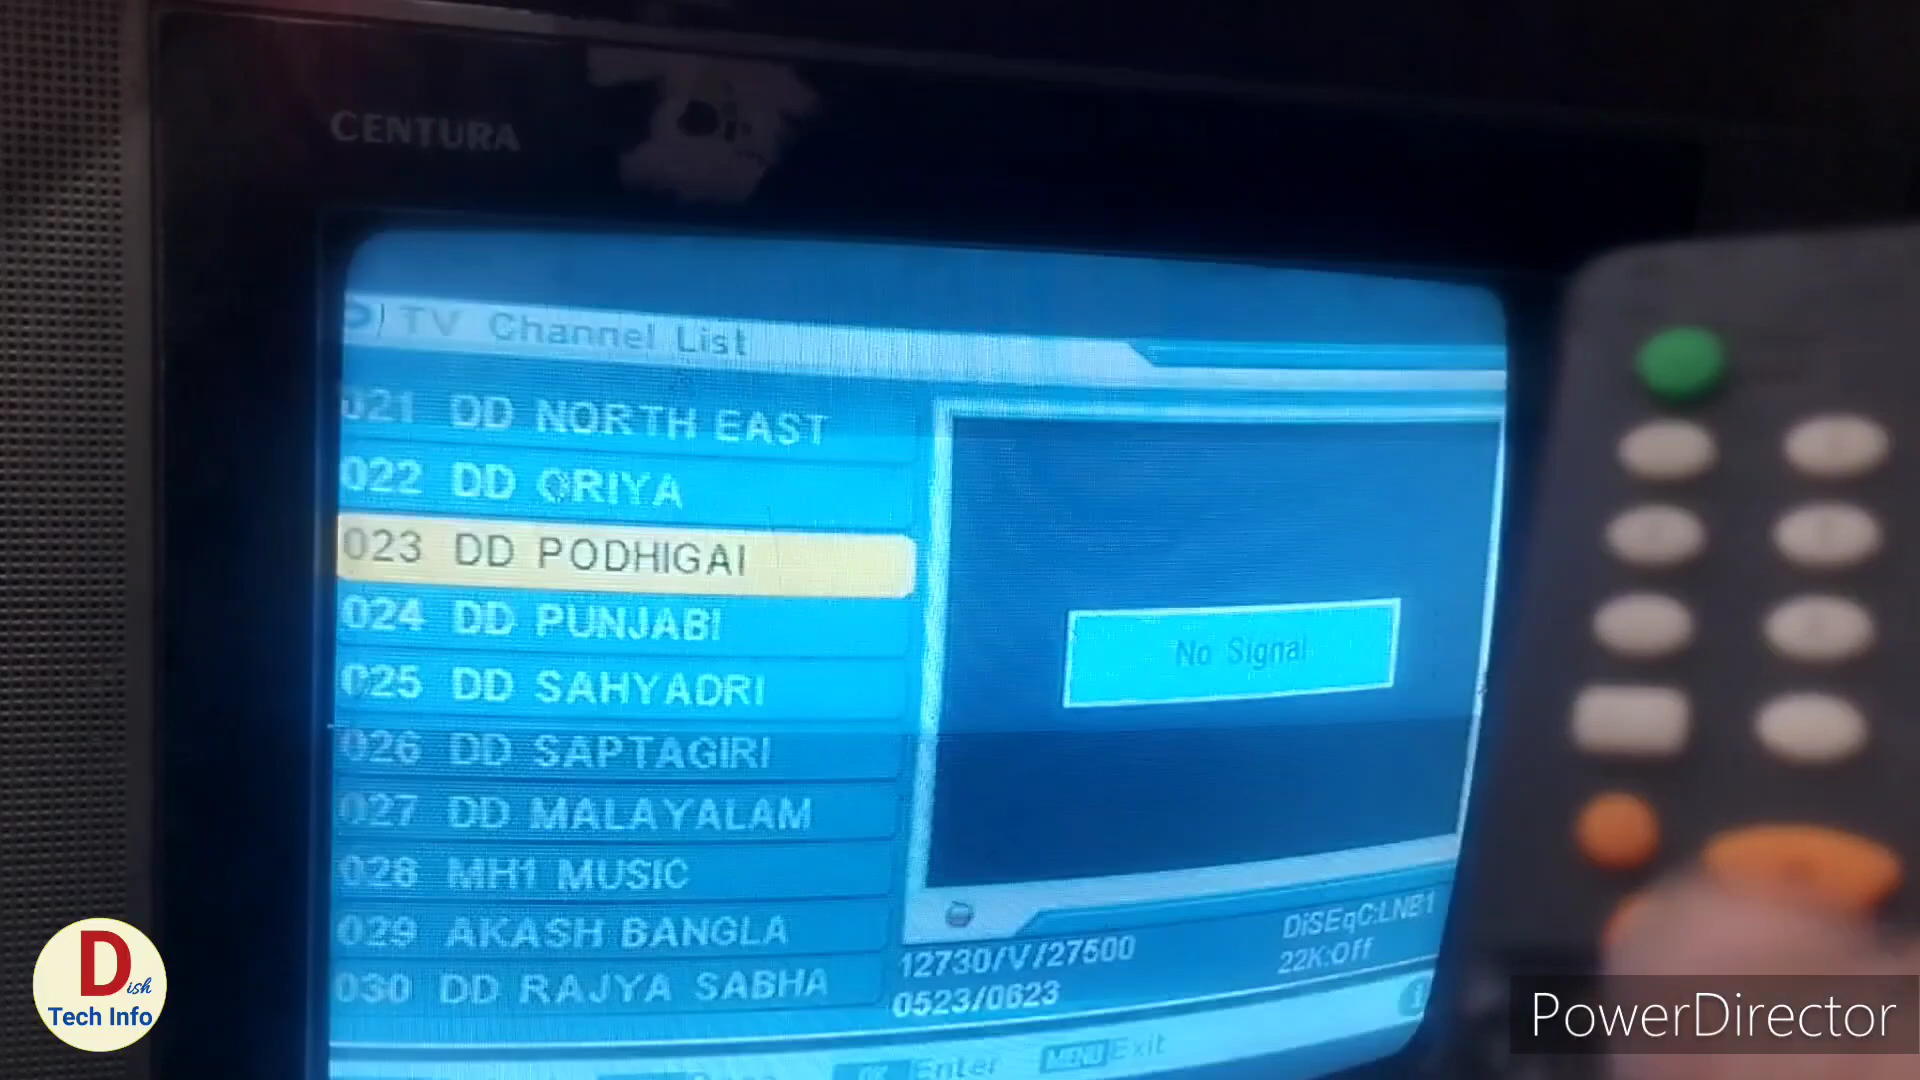 CENTURA
TV Channel List
021 DD NORTH EAST
022 DD ORIYA
023 DD PODHIGAI
024 DD PUNJABI
025 DD SAHYADRI
026 DD SAPTAGIRI
027 DD MALAYALAM
028 MH1 MUSIC
029 AKASH BANGLA
030 DD RAJYA SABHA
No Signal
12730/V/27500
DiSEqC:LNB1
22K:Off
0523/0623
OK Enter
MENU Exit
Dish
Tech Info
PowerDirector